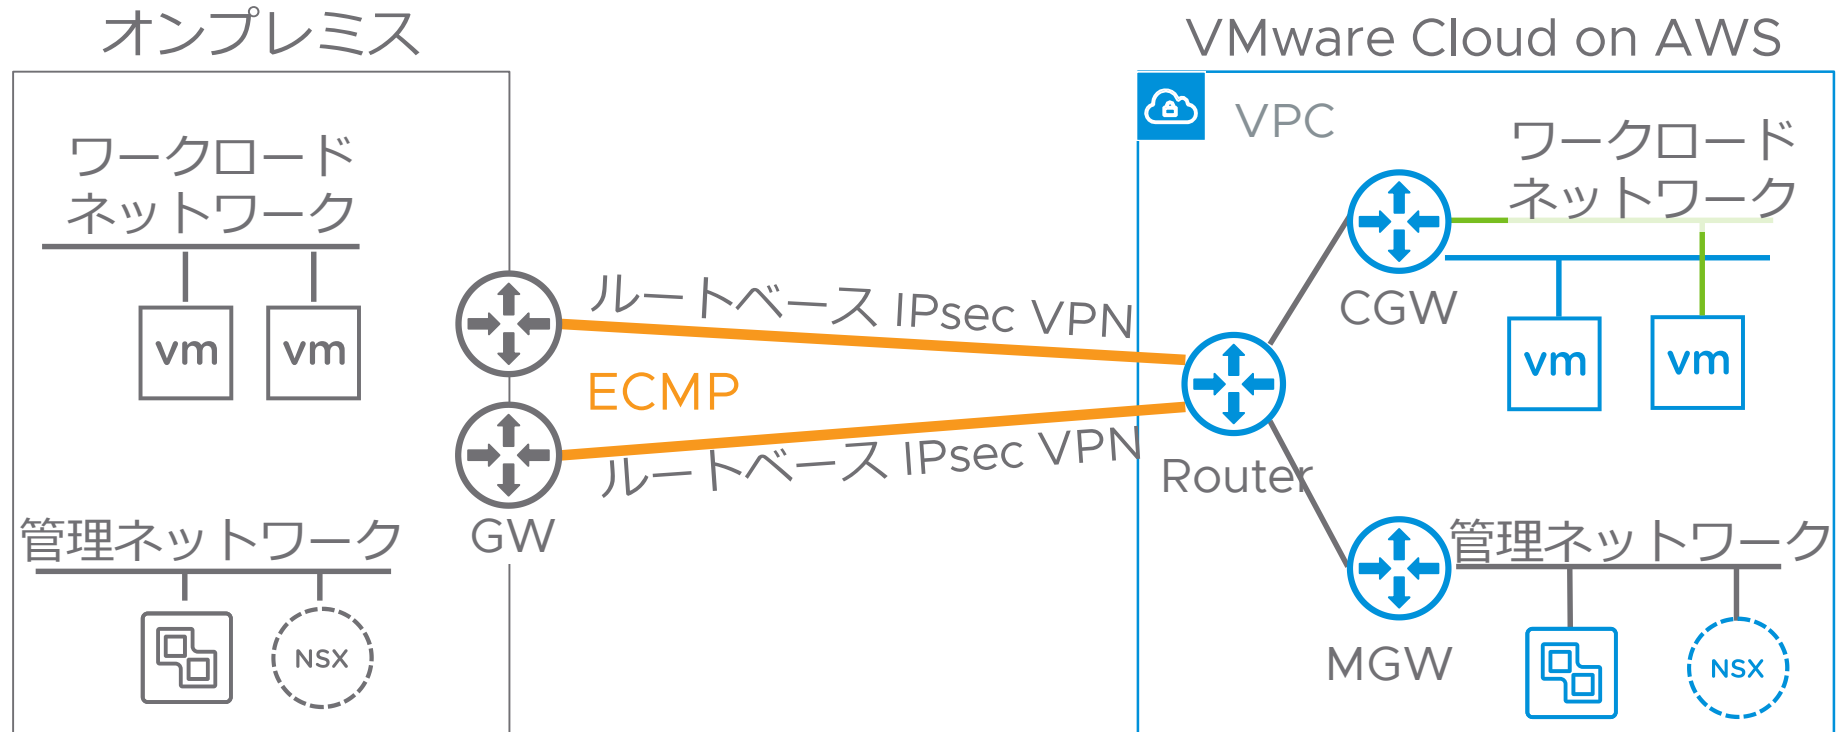 オンプレミス
VMware Cloud on AWS
VPC
ワークロード
ネットワーク
vm
vm
ルートベース IPsec VPN
ECMP
ルートベース IPsec VPN
GW
管理ネットワーク
NSX
Router
ワークロード
ネットワーク
CGW
vm
vm
管理ネットワーク
MGW
NSX